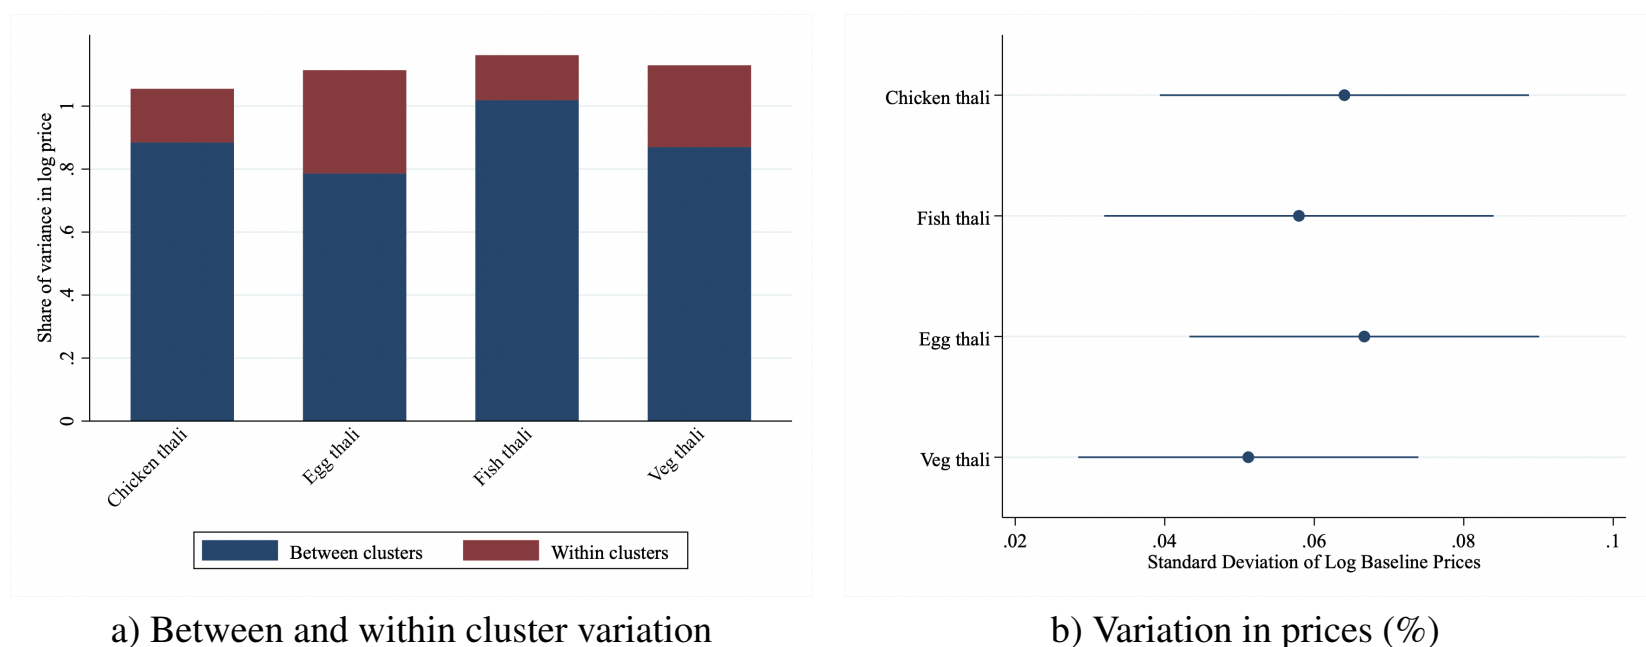 Share of variance in log price
1
.8
.6
.4
.2
0
Chicken thali
Egg thali
Fish thali
Veg thali
Between clusters
Within clusters
a) Between and within cluster variation
Chicken thali
Fish thali
Egg thali
Veg thali
.02
.04
.06
.08
.1
Standard Deviation of Log Baseline Prices
b) Variation in prices (%)